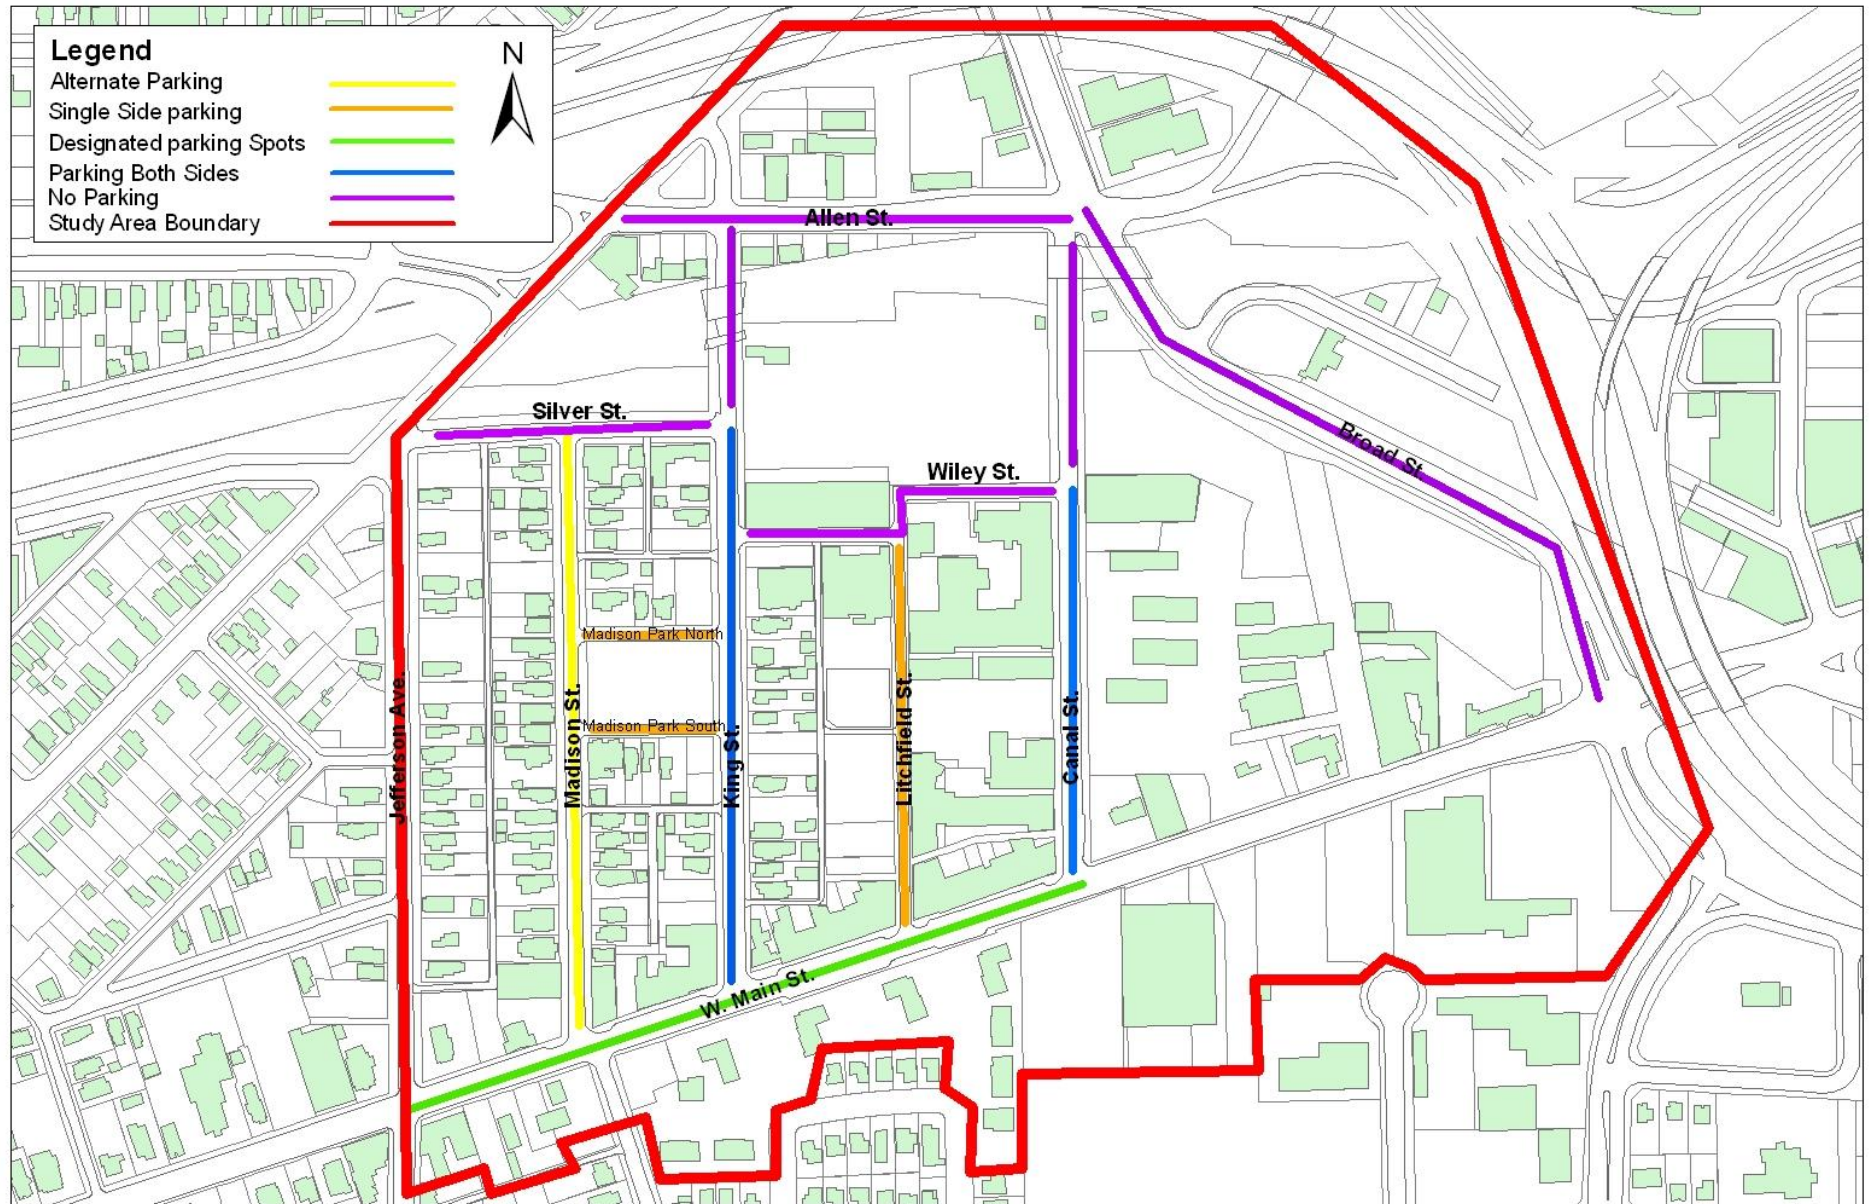 Legend
N
Alternate Parking
Single Side parking
Designated parking Spots
Parking Both Sides
No Parking
Study Area Boundary
Allen St.
Silver St.
Broad St.
Wiley St.
Madison Park North
Madison Park South
Jefferson Ave.
Madison St.
King St.
Litchfield St.
Canal St.
W. Main St.